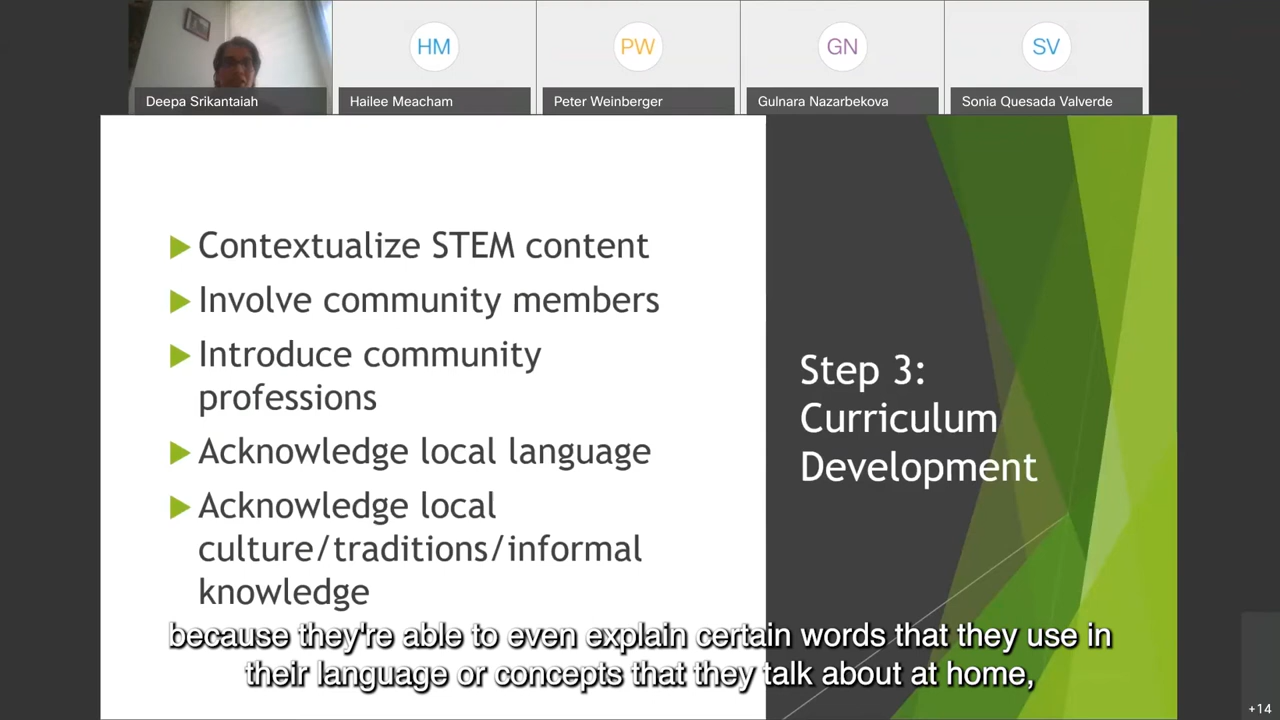 HM
PW
GN
SV
Deepa Srikantaiah
Hailee Meacham
Peter Weinberger
Gulnara Nazarbekova
Sonia Quesada Valverde
Contextualize STEM content
Involve community members
Introduce community
professions
Acknowledge local language
Acknowledge local
culture/traditions/informal
knowledge
Step 3:
Curriculum
Development
because they're able to even explain certain words that they use in
their language or concepts that they talk about at home,
+14